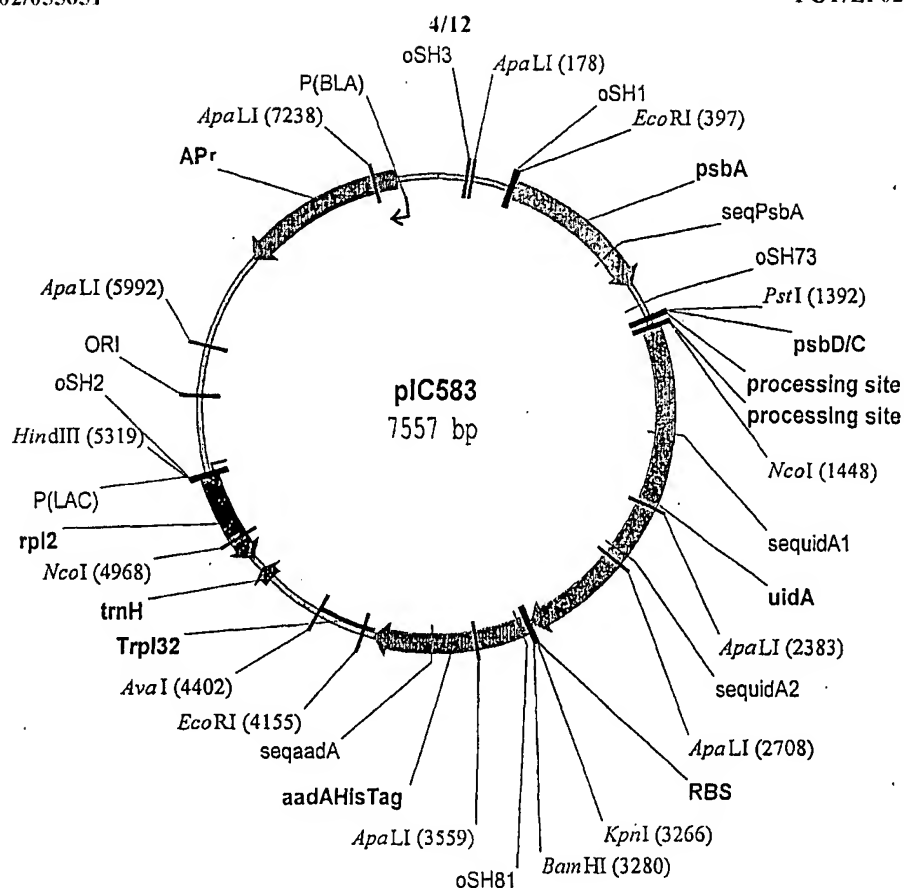 4/12
oSH3
ApaLI (178)
P(BLA)
oSH1
ApaLI (7238)
EcoRI (397)
APr
psbA
seqPsbA
oSH73
ApaLI (5992)
PstI (1392)
ORI
psbD/C
oSH2
pIC583
processing site
7557 bp
processing site
HindIII (5319)
NcoI (1448)
P(LAC)
rpl2
sequidA1
NcoI (4968)
uidA
trnH
Trpl32
ApaLI (2383)
AvaI (4402)
sequidA2
EcoRI (4155)
seqaadA
ApaLI (2708)
aadAHisTag
RBS
ApaLI (3559)
KpnI (3266)
BamHI (3280)
oSH81